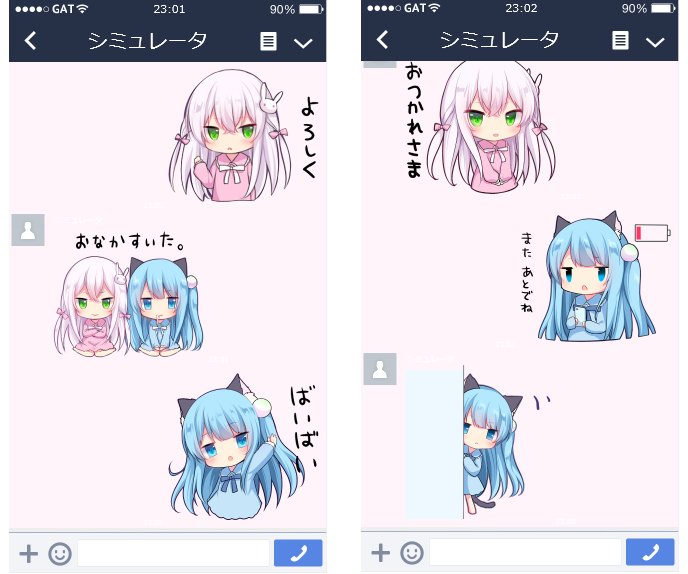 GAT 23:01 90%
シミュレータ
よろしく
おなかすいた。
ばいばい
GAT 23:02 90%
シミュレータ
おつかれさま
また あとでね
い